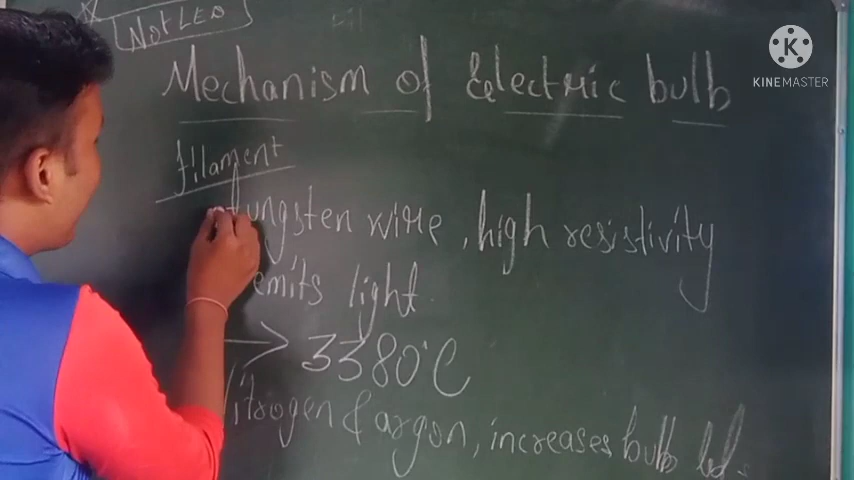 Not LED
K
KINEMASTER
Mechanism of Electric bulb
filament
tungsten wire, high resistivity
emits light
→ 3380°C
Nitrogen & argon, increases bulb